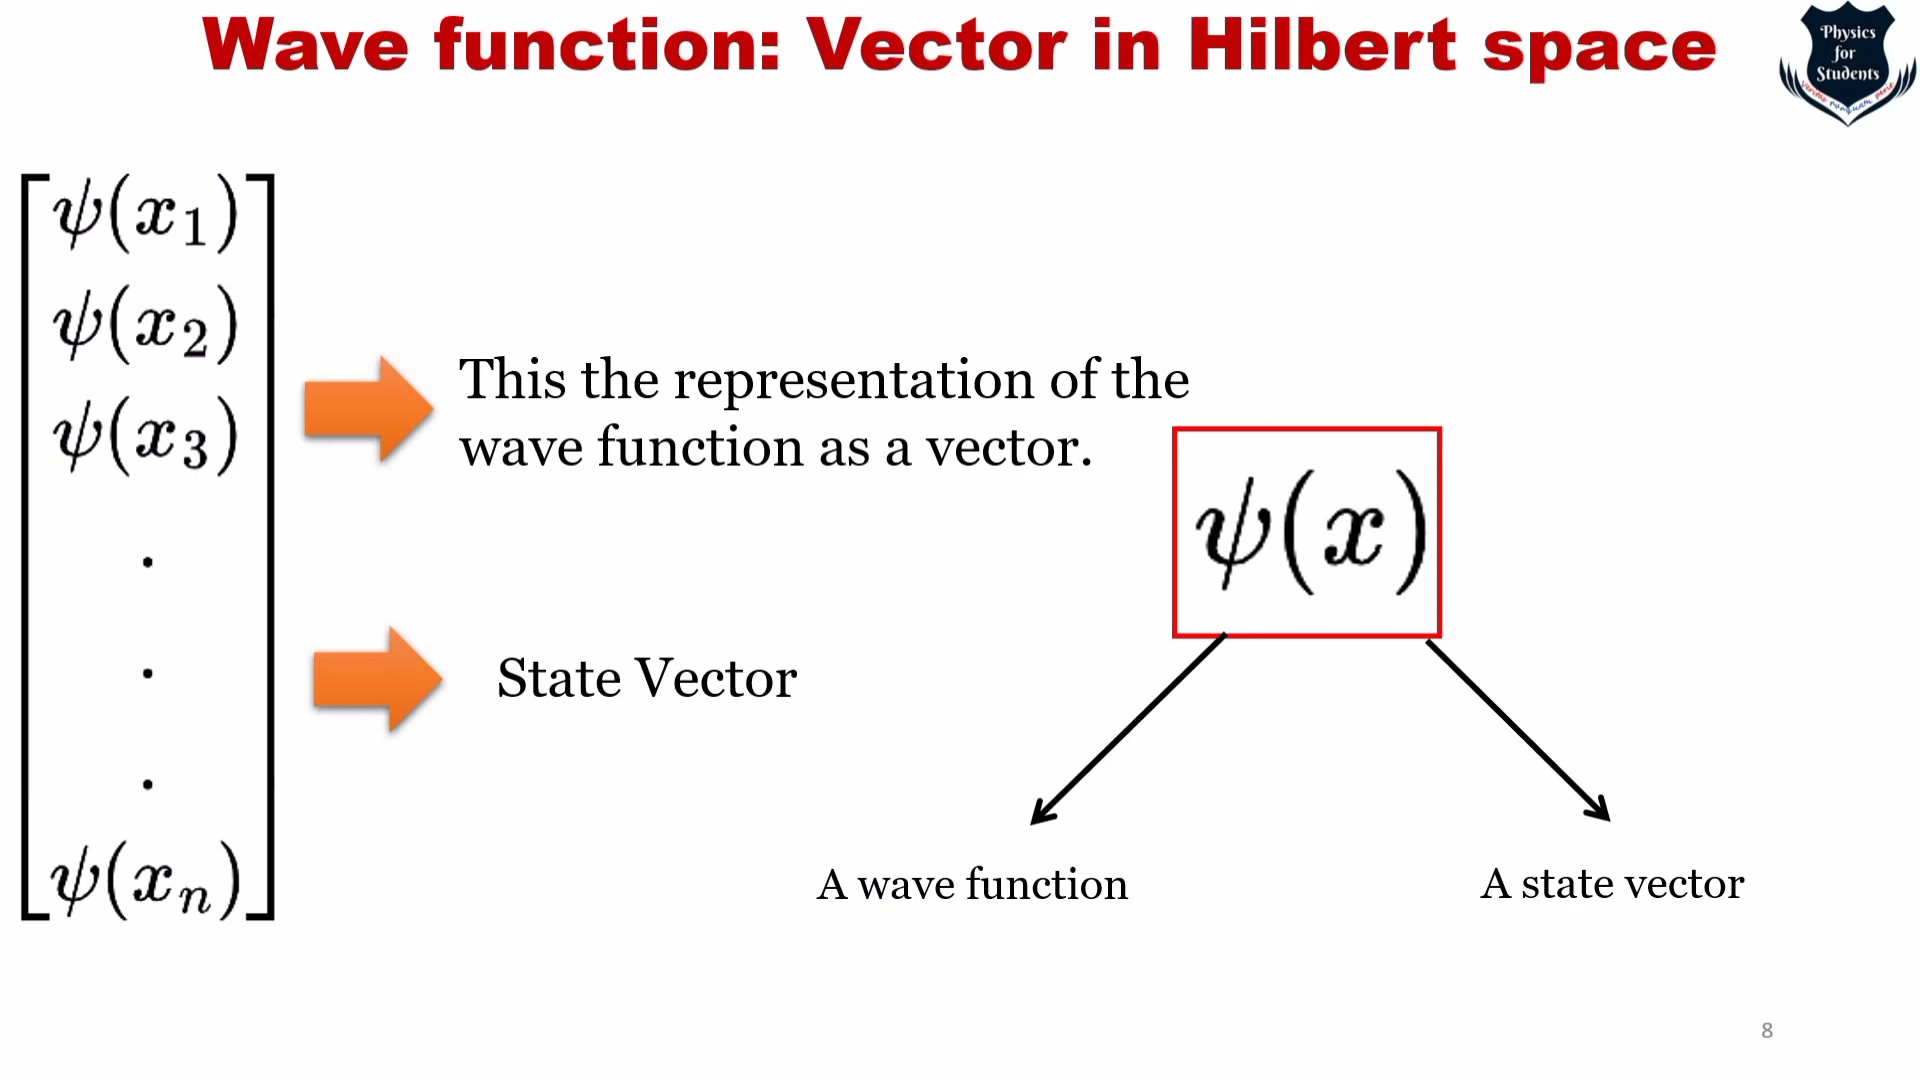 Wave function: Vector in Hilbert space
Physics
for
Students
ψ(x₁)
ψ(x₂)
ψ(x₃)
.
.
.
ψ(xₙ)
This the representation of the
wave function as a vector.
State Vector
ψ(x)
A wave function
A state vector
8